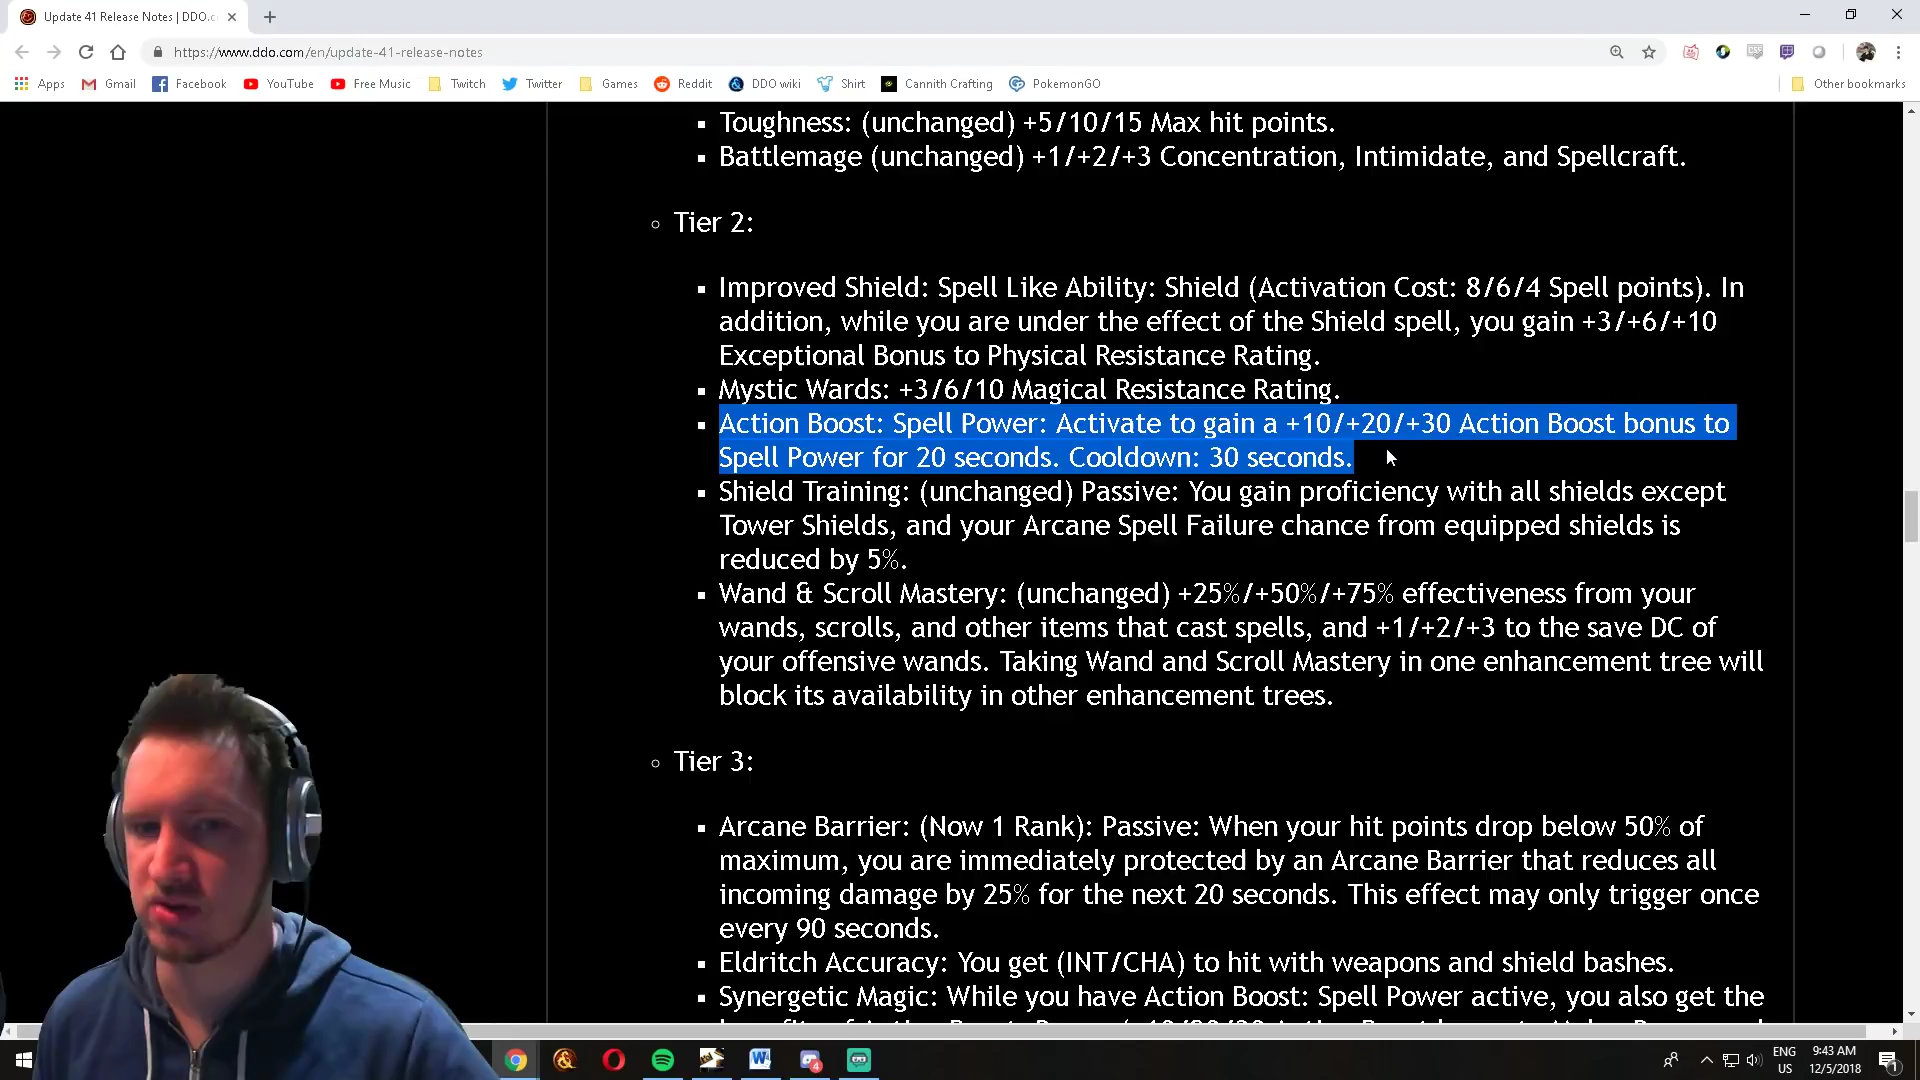 Update 41 Release Notes | DDO.c
https://www.ddo.com/en/update-41-release-notes
Apps Gmail Facebook YouTube Free Music Twitch Twitter Games Reddit DDO wiki Shirt Cannith Crafting PokemonGO Other bookmarks
Toughness: (unchanged) +5/10/15 Max hit points.
Battlemage (unchanged) +1/+2/+3 Concentration, Intimidate, and Spellcraft.
Tier 2:
Improved Shield: Spell Like Ability: Shield (Activation Cost: 8/6/4 Spell points). In
addition, while you are under the effect of the Shield spell, you gain +3/+6/+10
Exceptional Bonus to Physical Resistance Rating.
Mystic Wards: +3/6/10 Magical Resistance Rating.
Action Boost: Spell Power: Activate to gain a +10/+20/+30 Action Boost bonus to
Spell Power for 20 seconds. Cooldown: 30 seconds.
Shield Training: (unchanged) Passive: You gain proficiency with all shields except
Tower Shields, and your Arcane Spell Failure chance from equipped shields is
reduced by 5%.
Wand & Scroll Mastery: (unchanged) +25%/+50%/+75% effectiveness from your
wands, scrolls, and other items that cast spells, and +1/+2/+3 to the save DC of
your offensive wands. Taking Wand and Scroll Mastery in one enhancement tree will
block its availability in other enhancement trees.
Tier 3:
Arcane Barrier: (Now 1 Rank): Passive: When your hit points drop below 50% of
maximum, you are immediately protected by an Arcane Barrier that reduces all
incoming damage by 25% for the next 20 seconds. This effect may only trigger once
every 90 seconds.
Eldritch Accuracy: You get (INT/CHA) to hit with weapons and shield bashes.
Synergetic Magic: While you have Action Boost: Spell Power active, you also get the
ENG
US
9:43 AM
12/5/2018